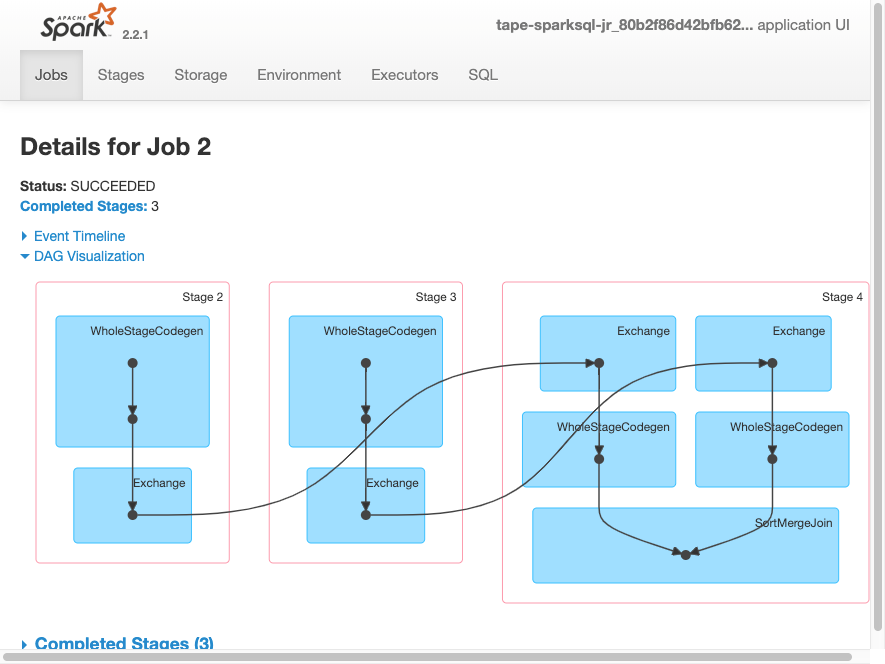 APACHE
Spark 2.2.1
tape-sparksql-jr_80b2f86d42bfb62... application UI
Jobs Stages Storage Environment Executors SQL
Details for Job 2
Status: SUCCEEDED
Completed Stages: 3
Event Timeline
DAG Visualization
Stage 2
WholeStageCodegen
Exchange
Stage 3
WholeStageCodegen
Exchange
Stage 4
Exchange
Exchange
WholeStageCodegen
WholeStageCodegen
SortMergeJoin
Completed Stages (3)